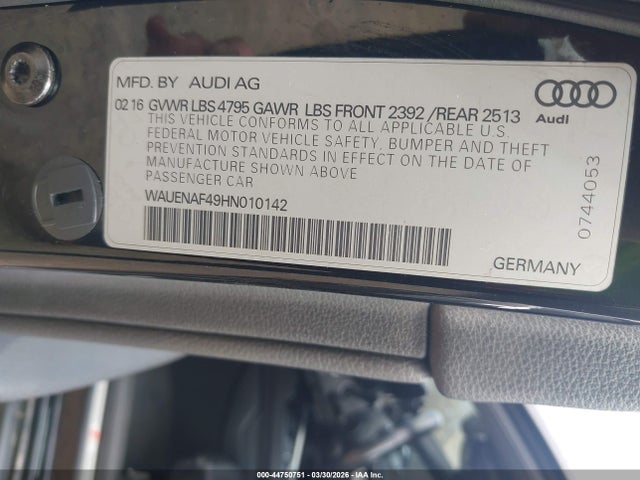 MFD. BY AUDI AG
Audi
02 16 GVWR LBS 4795 GAWR LBS FRONT 2392 /REAR 2513
THIS VEHICLE CONFORMS TO ALL APPLICABLE U.S.
FEDERAL MOTOR VEHICLE SAFETY, BUMPER AND THEFT
PREVENTION STANDARDS IN EFFECT ON THE DATE OF
MANUFACTURE SHOWN ABOVE
PASSENGER CAR
WAUENAF49HN010142
0744053
GERMANY
000-44750751 - 03/30/2026 - IAA Inc.